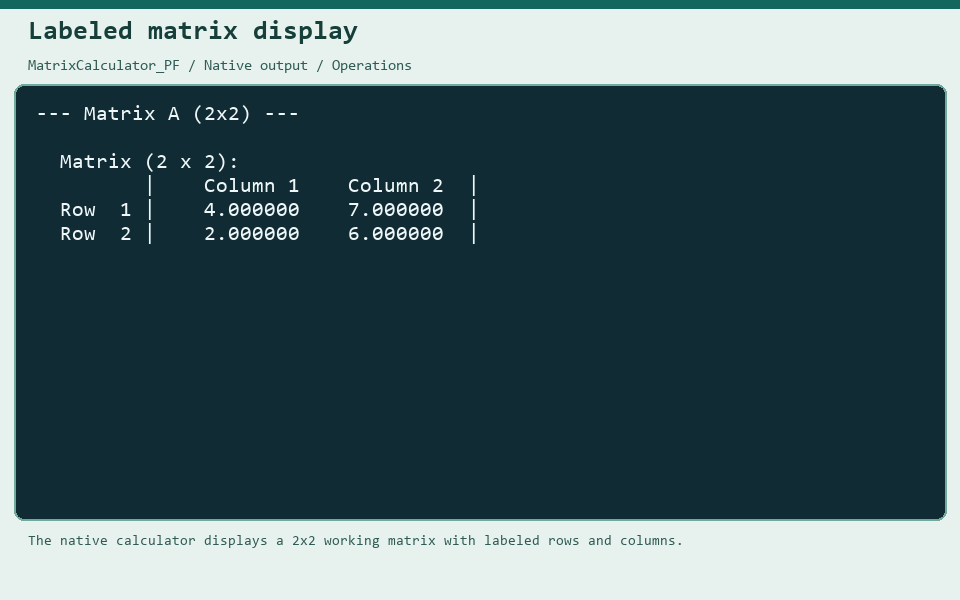 Labeled matrix display
MatrixCalculator_PF / Native output / Operations
--- Matrix A (2x2) ---
Matrix (2 x 2):
| Column 1 Column 2 |
Row 1 | 4.000000 7.000000 |
Row 2 | 2.000000 6.000000 |
The native calculator displays a 2x2 working matrix with labeled rows and columns.